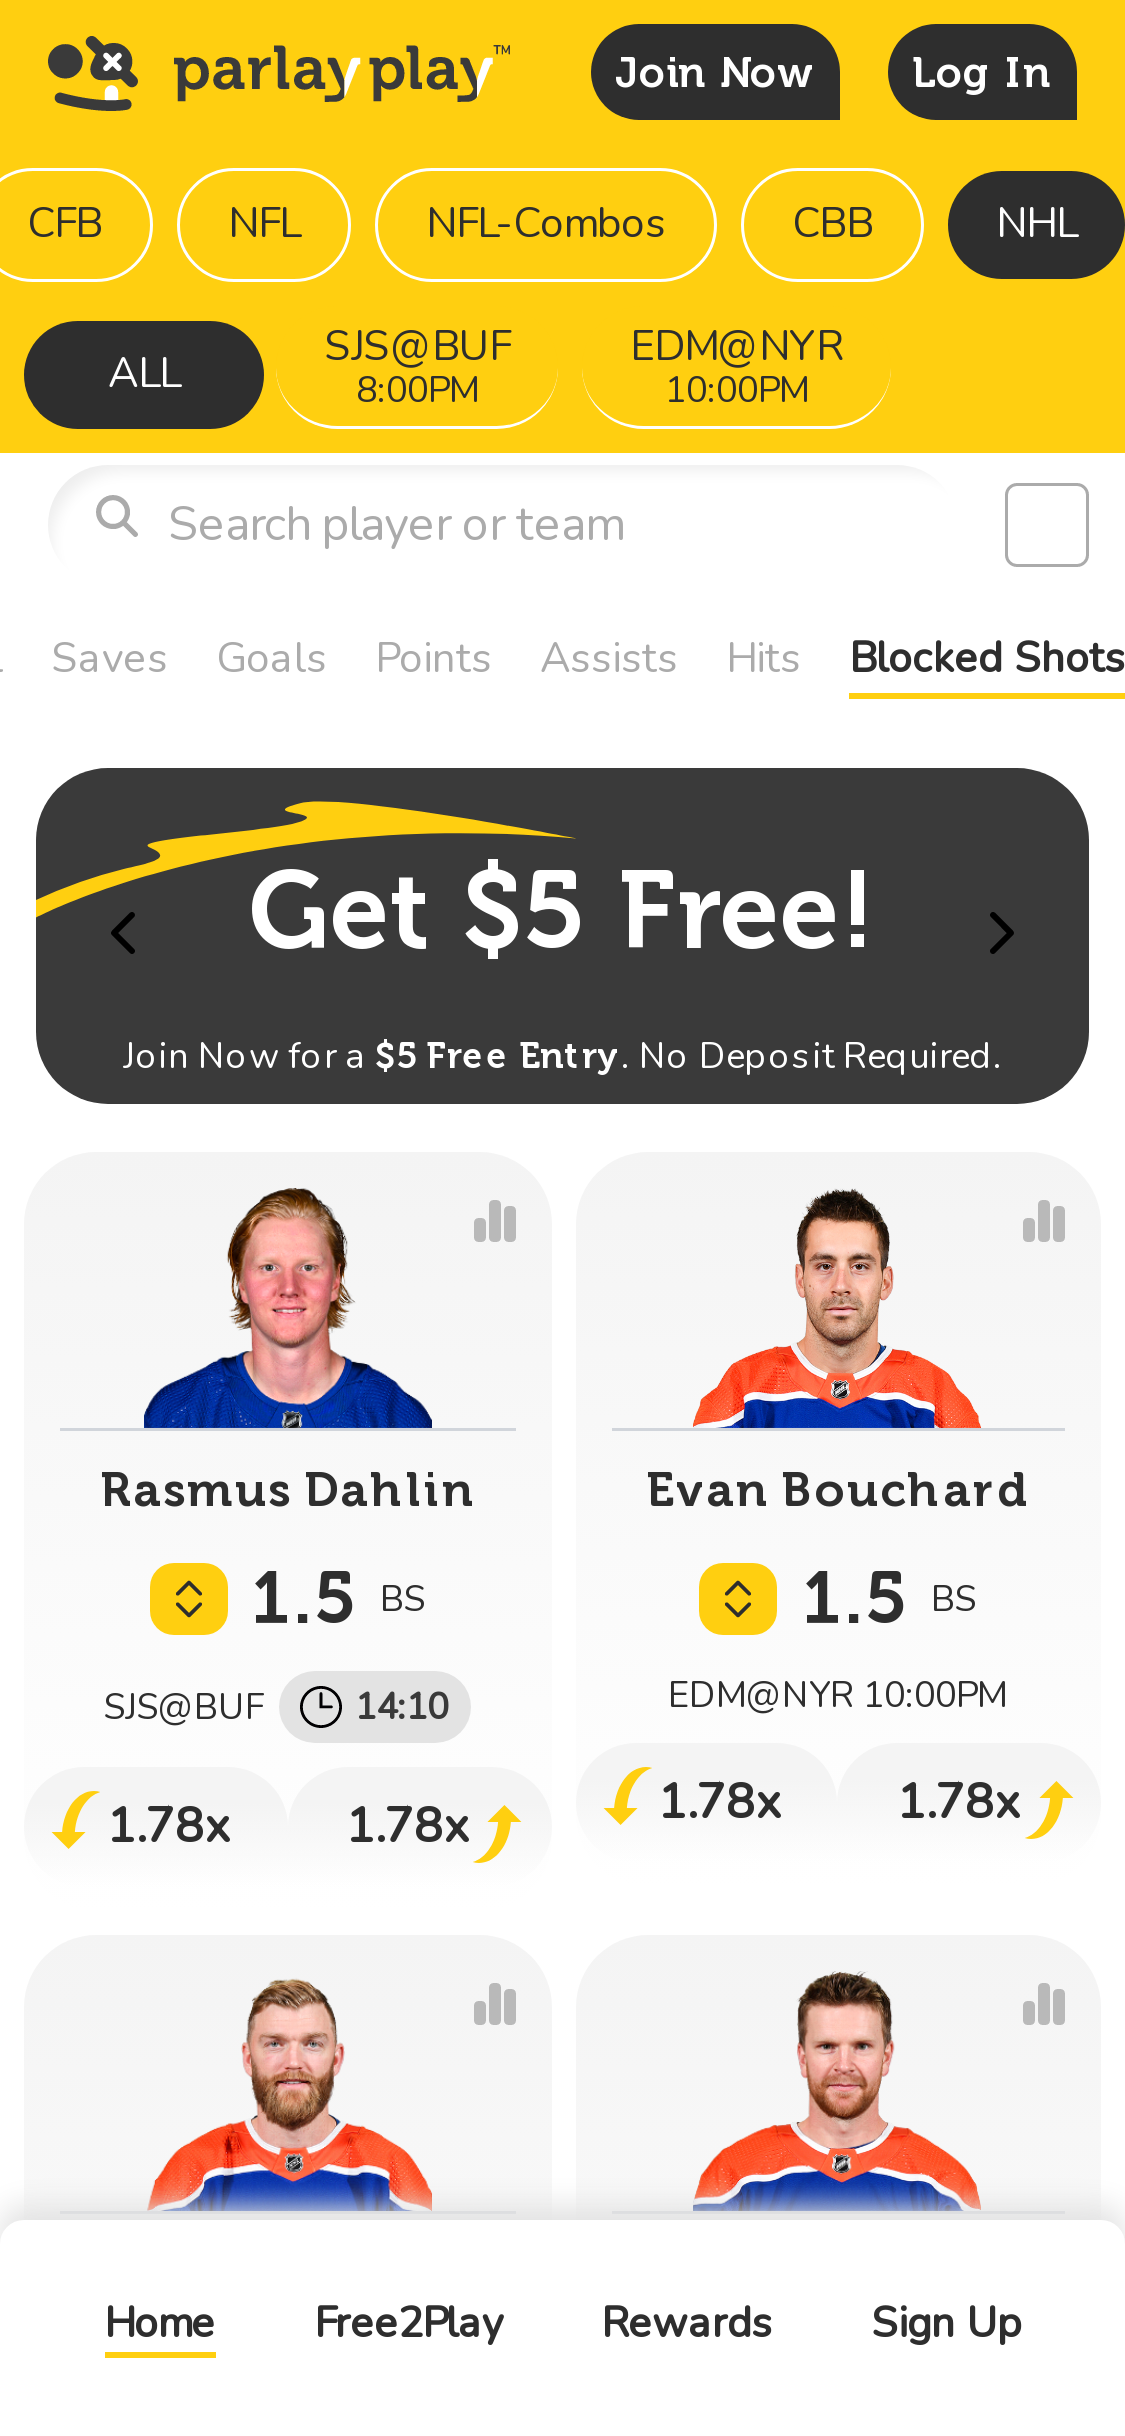 parlayplay™
Join Now
Log In
CFB
NFL
NFL-Combos
CBB
NHL
ALL
SJS@BUF
8:00PM
EDM@NYR
10:00PM
Search player or team
Saves
Goals
Points
Assists
Hits
Blocked Shots
Get $5 Free!
Join Now for a $5 Free Entry. No Deposit Required.
Rasmus Dahlin
1.5 BS
SJS@BUF 14:10
1.78x
1.78x
Evan Bouchard
1.5 BS
EDM@NYR 10:00PM
1.78x
1.78x
Home
Free2Play
Rewards
Sign Up